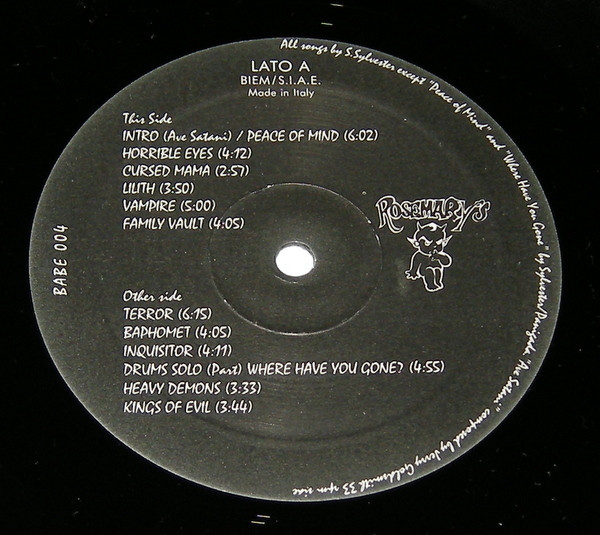 All songs by S.Sylvester except "Peace of Mind" and "Where Have You Gone" by Sylvester/Panigada. "Ave Satani" composed by Jerry Goldsmith 33 rpm side
LATO A
BIEM/S.I.A.E.
Made in Italy
This Side
INTRO (Ave Satani) / PEACE OF MIND (6:02)
HORRIBLE EYES (4:12)
CURSED MAMA (2:57)
LILITH (3:50)
VAMPIRE (5:00)
FAMILY VAULT (4:05)
ROSEMARY'S
BABE 004
Other side
TERROR (6:15)
BAPHOMET (4:05)
INQUISITOR (4:11)
DRUMS SOLO (Part) WHERE HAVE YOU GONE? (4:55)
HEAVY DEMONS (3:33)
KINGS OF EVIL (3:44)